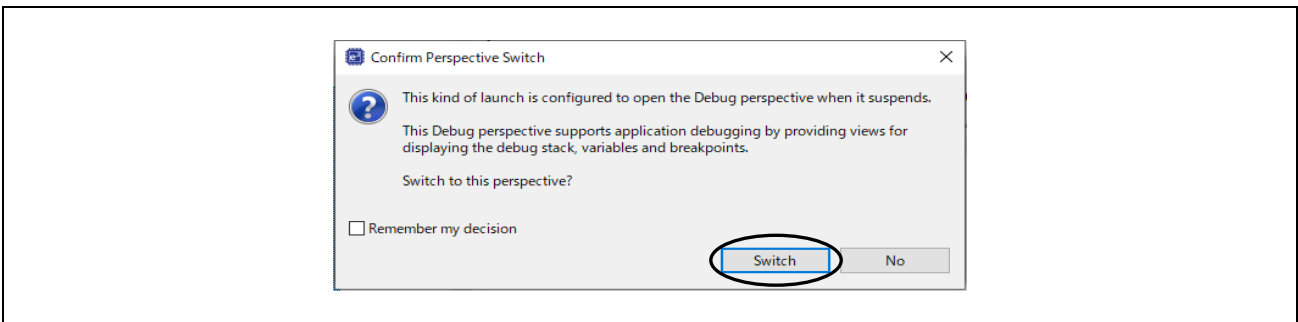 Confirm Perspective Switch
This kind of launch is configured to open the Debug perspective when it suspends.
This Debug perspective supports application debugging by providing views for
displaying the debug stack, variables and breakpoints.
Switch to this perspective?
Remember my decision
Switch No